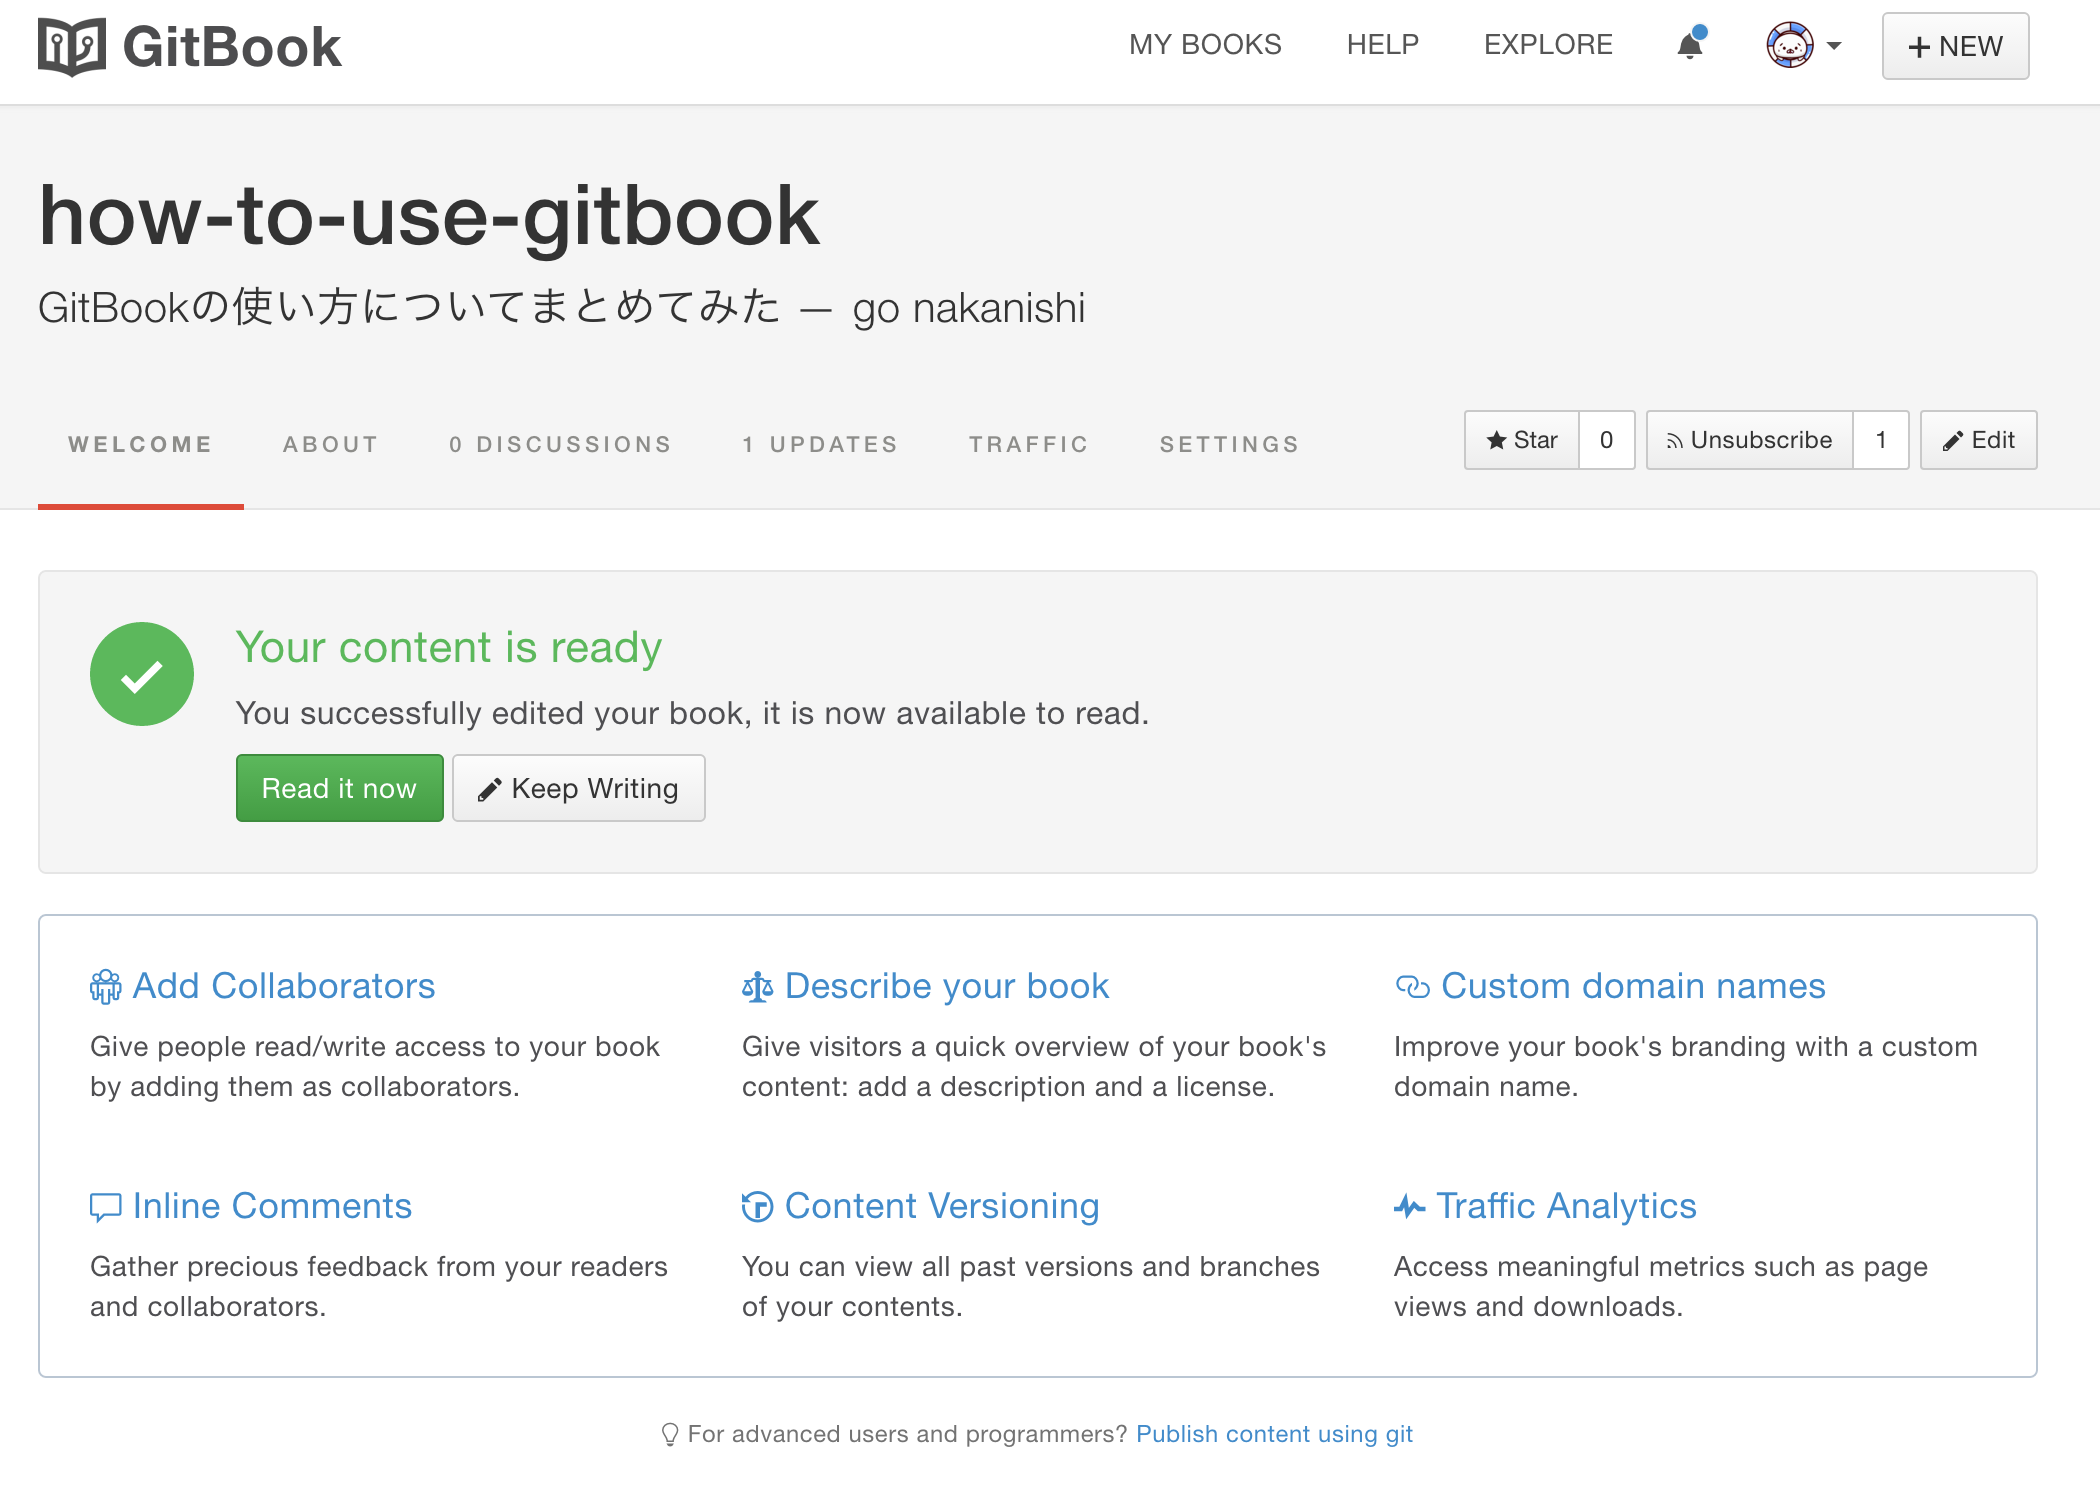 GitBook
MY BOOKS
HELP
EXPLORE
+ NEW
how-to-use-gitbook
GitBookの使い方についてまとめてみた — go nakanishi
WELCOME
ABOUT
0 DISCUSSIONS
1 UPDATES
TRAFFIC
SETTINGS
Star
0
Unsubscribe
1
Edit
Your content is ready
You successfully edited your book, it is now available to read.
Read it now
Keep Writing
Add Collaborators
Give people read/write access to your book
by adding them as collaborators.
Describe your book
Give visitors a quick overview of your book's
content: add a description and a license.
Custom domain names
Improve your book's branding with a custom
domain name.
Inline Comments
Gather precious feedback from your readers
and collaborators.
Content Versioning
You can view all past versions and branches
of your contents.
Traffic Analytics
Access meaningful metrics such as page
views and downloads.
For advanced users and programmers? Publish content using git